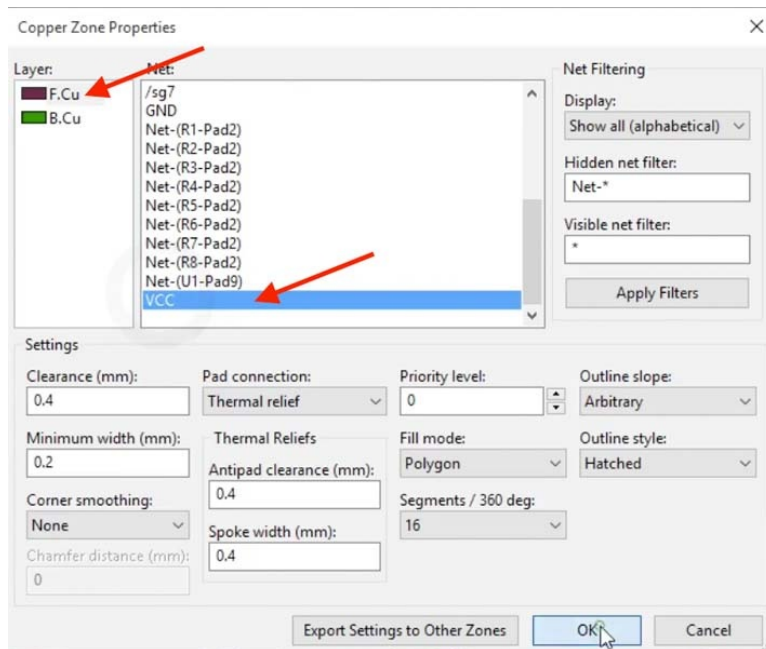 Copper Zone Properties
Layer:
F.Cu
B.Cu
Net:
/sg7
GND
Net-(R1-Pad2)
Net-(R2-Pad2)
Net-(R3-Pad2)
Net-(R4-Pad2)
Net-(R5-Pad2)
Net-(R6-Pad2)
Net-(R7-Pad2)
Net-(R8-Pad2)
Net-(U1-Pad9)
VCC
Net Filtering
Display:
Show all (alphabetical)
Hidden net filter:
Net-*
Visible net filter:
*
Apply Filters
Settings
Clearance (mm):
0.4
Minimum width (mm):
0.2
Corner smoothing:
None
Chamfer distance (mm):
0
Pad connection:
Thermal relief
Thermal Reliefs
Antipad clearance (mm):
0.4
Spoke width (mm):
0.4
Priority level:
0
Fill mode:
Polygon
Segments / 360 deg:
16
Outline slope:
Arbitrary
Outline style:
Hatched
Export Settings to Other Zones
OK
Cancel